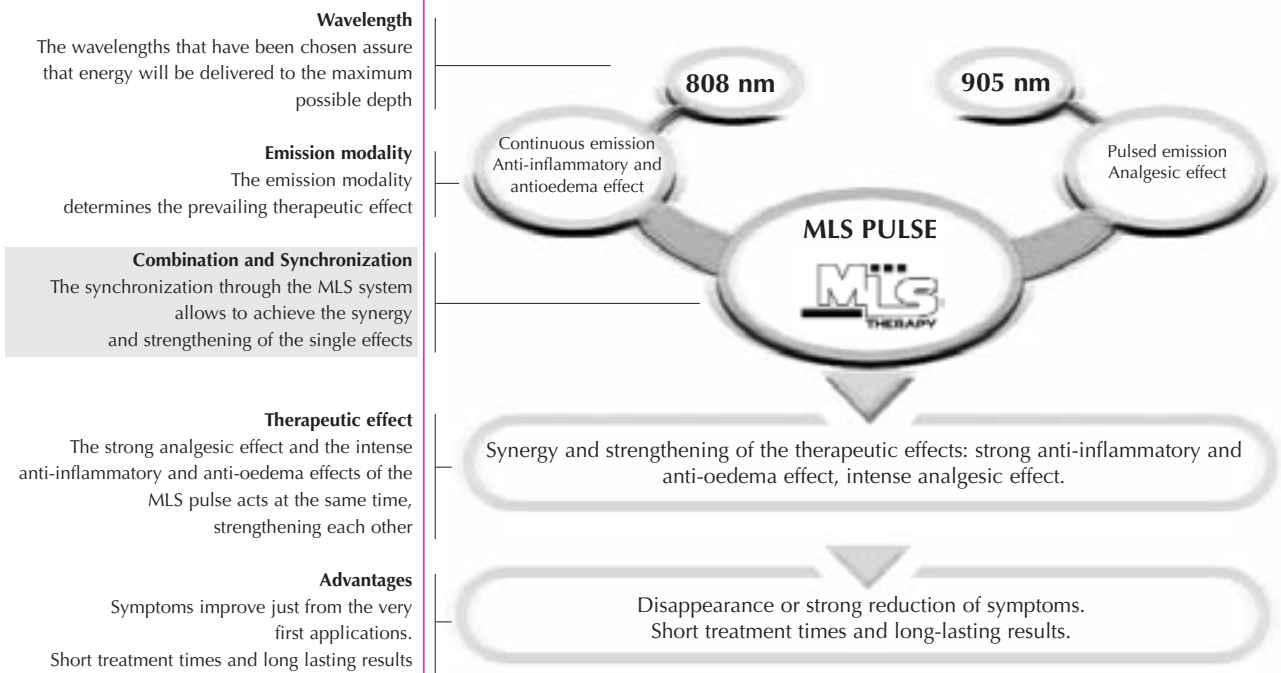 Wavelength
The wavelengths that have been chosen assure
that energy will be delivered to the maximum
possible depth
Emission modality
The emission modality
determines the prevailing therapeutic effect
Combination and Synchronization
The synchronization through the MLS system
allows to achieve the synergy
and strengthening of the single effects
Therapeutic effect
The strong analgesic effect and the intense
anti-inflammatory and anti-oedema effects of the
MLS pulse acts at the same time,
strengthening each other
Advantages
Symptoms improve just from the very
first applications.
Short treatment times and long lasting results
808 nm
905 nm
Continuous emission
Anti-inflammatory and
antioedema effect
Pulsed emission
Analgesic effect
MLS PULSE
MLS
THERAPY
Synergy and strengthening of the therapeutic effects: strong anti-inflammatory and
anti-oedema effect, intense analgesic effect.
Disappearance or strong reduction of symptoms.
Short treatment times and long-lasting results.